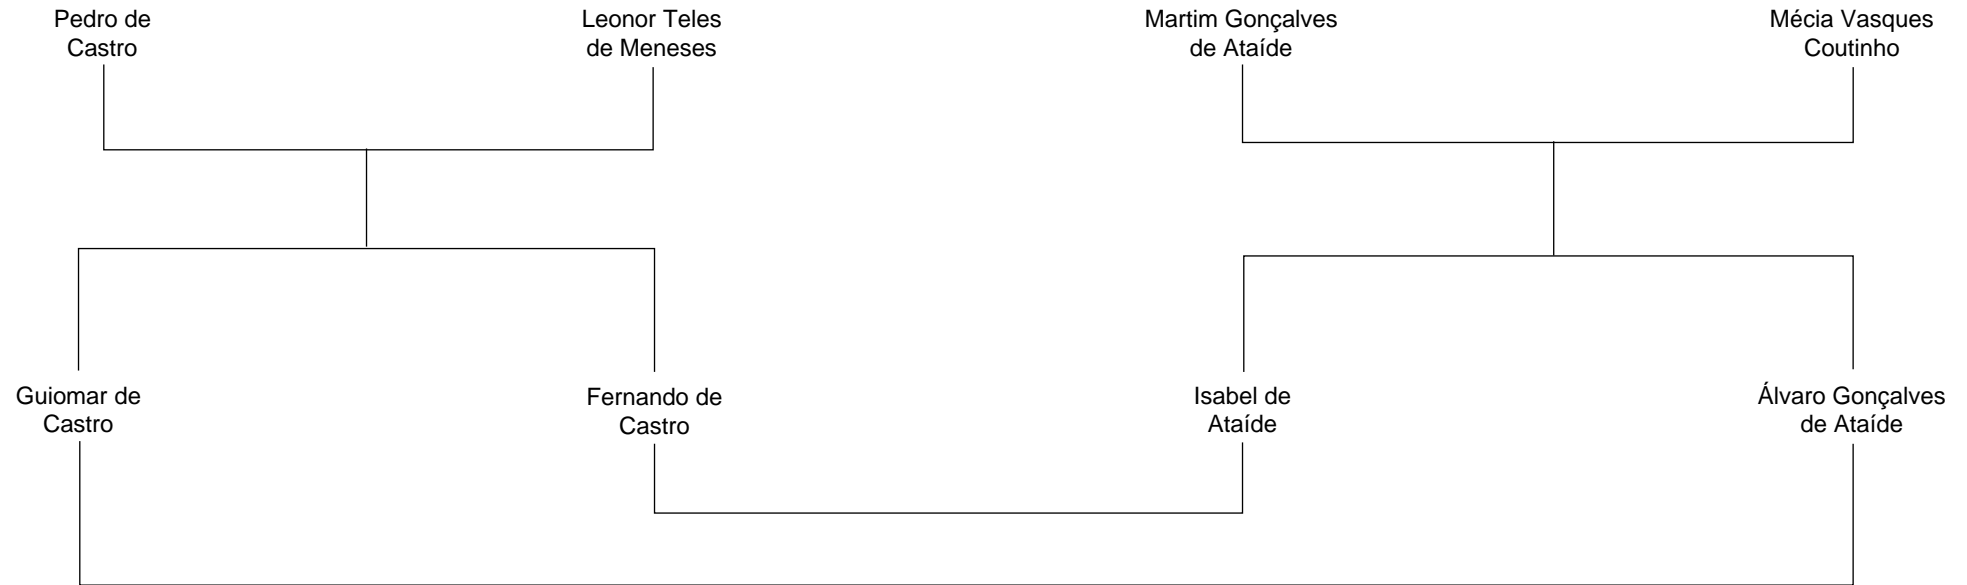 Pedro de
Castro
Leonor Teles
de Meneses
Martim Gonçalves
de Ataíde
Mécia Vasques
Coutinho
Guiomar de
Castro
Fernando de
Castro
Isabel de
Ataíde
Álvaro Gonçalves
de Ataíde